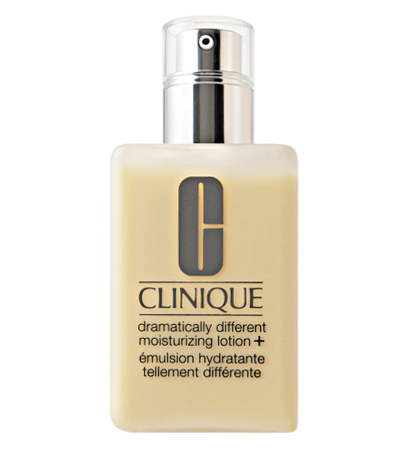 C
CLINIQUE
dramatically different
moisturizing lotion +
émulsion hydratante
tellement différente